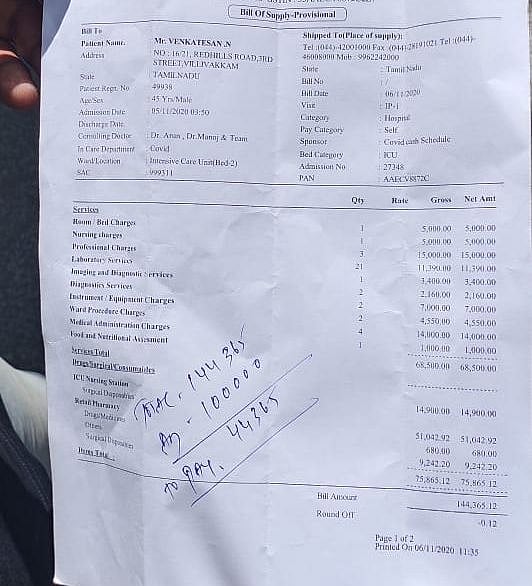 Bill Of Supply-Provisional
Bill To
Patient Name. Mr. VENKATESAN .N
Address NO : 16/21, REDHILLS ROAD,3RD
STREET,VILLIVAKKAM
State TAMILNADU
Patient Regn. No 49938
Age/Sex 45 Yrs/Male
Admission Date : 05/11/2020 03:50
Discharge Date
Consulting Doctor : Dr. , Dr.Manoj & Team
In Care Department : Covid
Ward/Location : Intensive Care Unit(Bed-2)
SAC : 999311
Shipped To(Place of supply):
Tel :(044)-42001000 Fax :(044)-28191021 Tel :(044)-
46008000 Mob : 9962242000
State : Tamil Nadu
Bill No : /
Bill Date : 06/11/2020
Visit : IP-1
Category : Hospital
Pay Category : Self
Sponsor : Covid cash Schedule
Bed Category : ICU
Admission No : 27348
PAN : AAECV8872C
Qty Rate Gross Net Amt
Services
Room / Bed Charges 1 5,000.00 5,000.00
Nursing charges 1 5,000.00 5,000.00
Professional Charges 3 15,000.00 15,000.00
Laboratory Services 21 11,390.00 11,390.00
Imaging and Diagnostic Services 1 3,400.00 3,400.00
Diagnostics Services 2 2,160.00 2,160.00
Instrument / Equipment Charges 2 7,000.00 7,000.00
Ward Procedure Charges 2 4,550.00 4,550.00
Medical Administration Charges 4 14,000.00 14,000.00
Food and Nutritional Assesment 1 1,000.00 1,000.00
Services Total 68,500.00 68,500.00
Drugs/Surgical/Consumables
ICU Nursing Station
Surgical Disposables 14,900.00 14,900.00
Retail Pharmacy
Drugs/Medicines 51,042.92 51,042.92
Others 680.00 680.00
Surgical Disposables 9,242.20 9,242.20
Items Total 75,865.12 75,865.12
144365
100000
TO PAY. 44365
Bill Amount 144,365.12
Round Off -0.12
Page 1 of 2
Printed On 06/11/2020 11:35